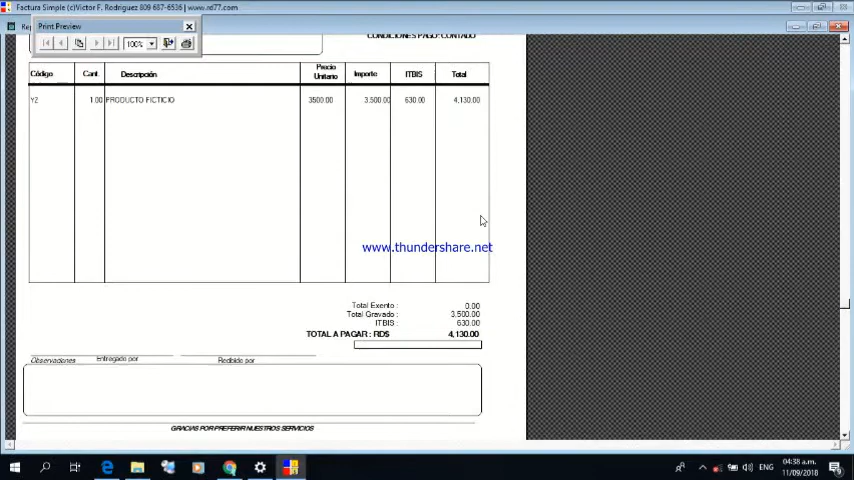 Factura Simple (c)Victor F. Rodriguez 809 687-6536 | www.rd77.com
Print Preview
100%
CONDICIONES PAGO: CONTADO
Código Cant. Descripción Precio Unitario Importe ITBIS Total
YZ 1.00 PRODUCTO FICTICIO 3500.00 3,500.00 630.00 4,130.00
www.thundershare.net
Total Exento : 0.00
Total Gravado : 3,500.00
ITBIS : 630.00
TOTAL A PAGAR : RD$ 4,130.00
Observaciones Entregado por Recibido por
GRACIAS POR PREFERIR NUESTROS SERVICIOS
ENG
04:38 a.m.
11/09/2018